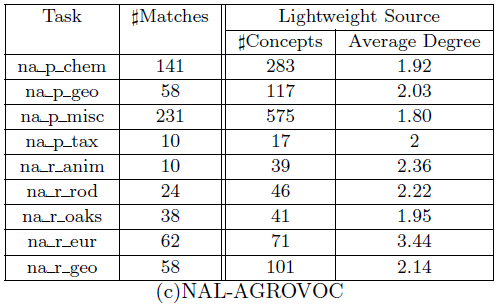 Task ♯Matches Lightweight Source
♯Concepts Average Degree
na_p_chem 141 283 1.92
na_p_geo 58 117 2.03
na_p_misc 231 575 1.80
na_p_tax 10 17 2
na_r_anim 10 39 2.36
na_r_rod 24 46 2.22
na_r_oaks 38 41 1.95
na_r_eur 62 71 3.44
na_r_geo 58 101 2.14
(c)NAL-AGROVOC